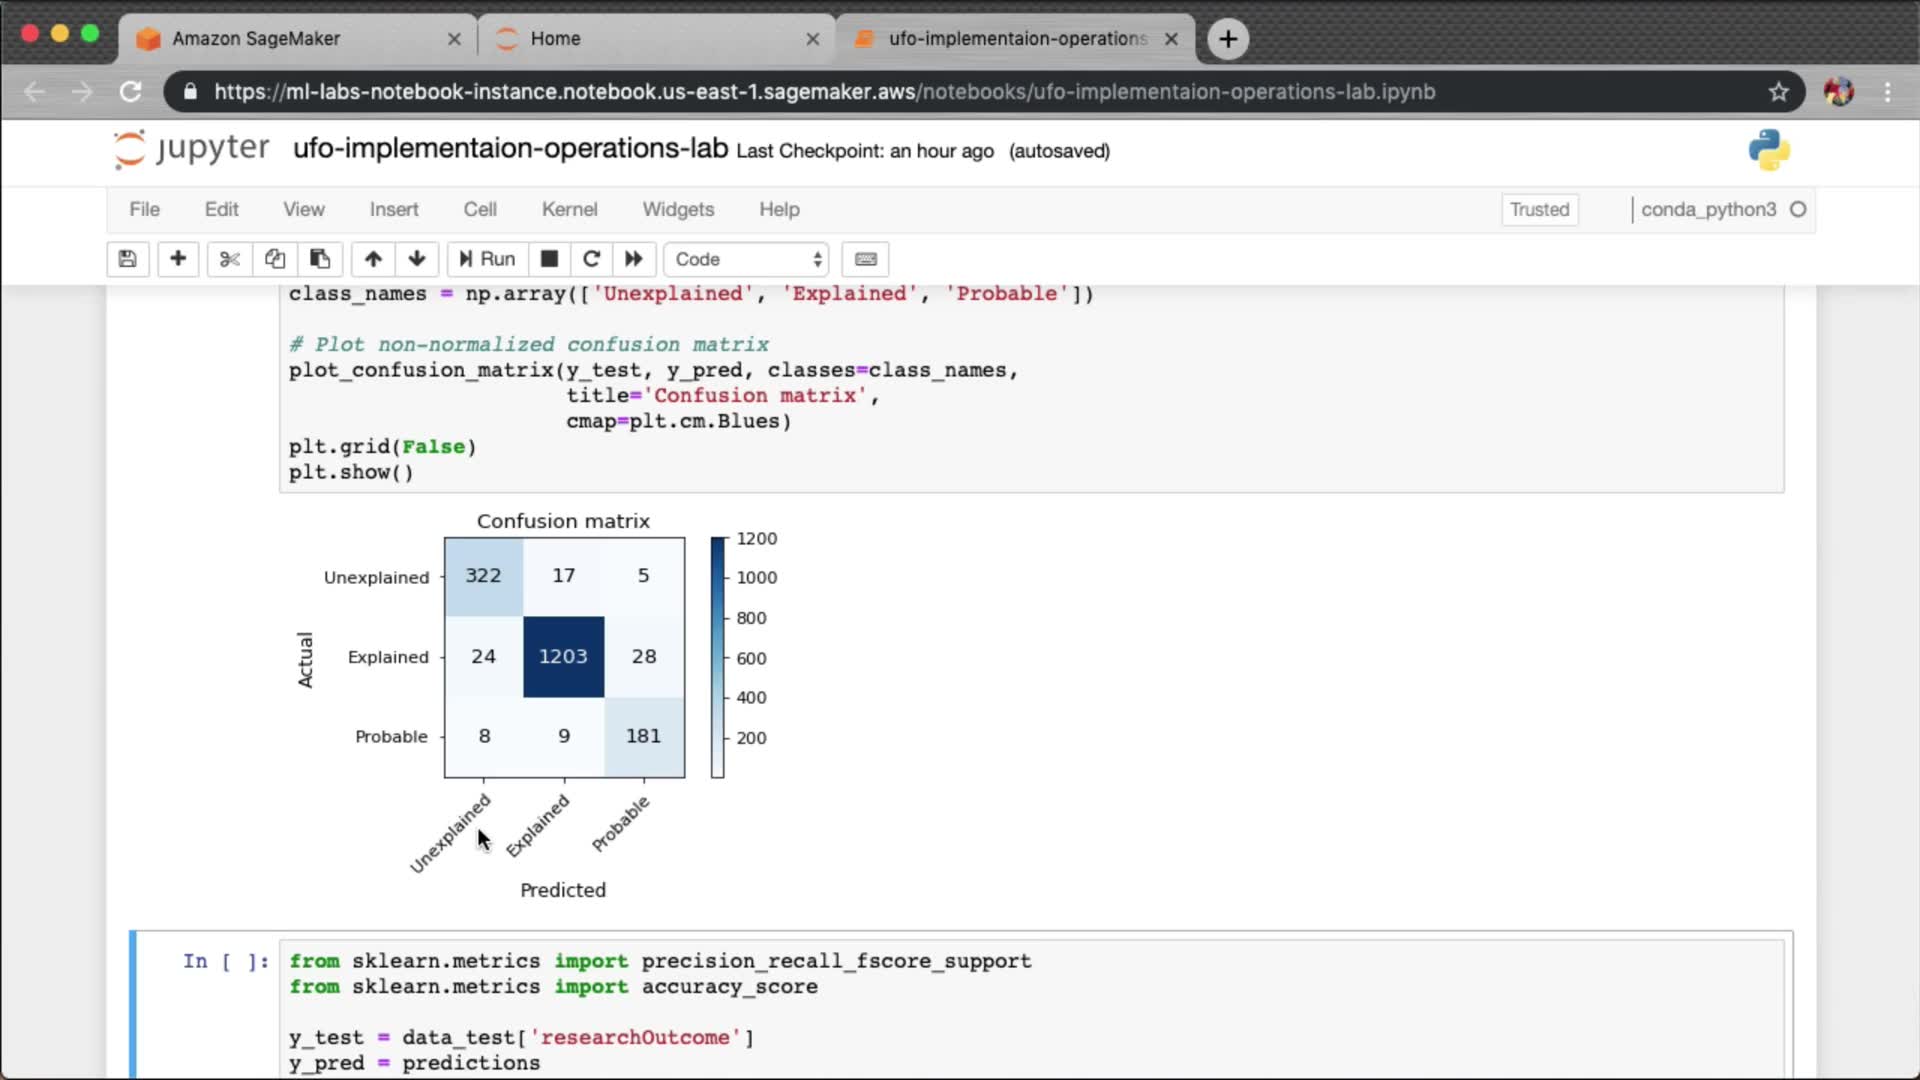 Amazon SageMaker
Home
ufo-implementaion-operations
https://ml-labs-notebook-instance.notebook.us-east-1.sagemaker.aws/notebooks/ufo-implementaion-operations-lab.ipynb
jupyter ufo-implementaion-operations-lab Last Checkpoint: an hour ago (autosaved)
File Edit View Insert Cell Kernel Widgets Help Trusted conda_python3
Run Code
class_names = np.array(['Unexplained', 'Explained', 'Probable'])
# Plot non-normalized confusion matrix
plot_confusion_matrix(y_test, y_pred, classes=class_names,
title='Confusion matrix',
cmap=plt.cm.Blues)
plt.grid(False)
plt.show()
Confusion matrix
Actual
Unexplained 322 17 5
Explained 24 1203 28
Probable 8 9 181
Unexplained Explained Probable
Predicted
1200
1000
800
600
400
200
In [ ]: from sklearn.metrics import precision_recall_fscore_support
from sklearn.metrics import accuracy_score
y_test = data_test['researchOutcome']
y_pred = predictions